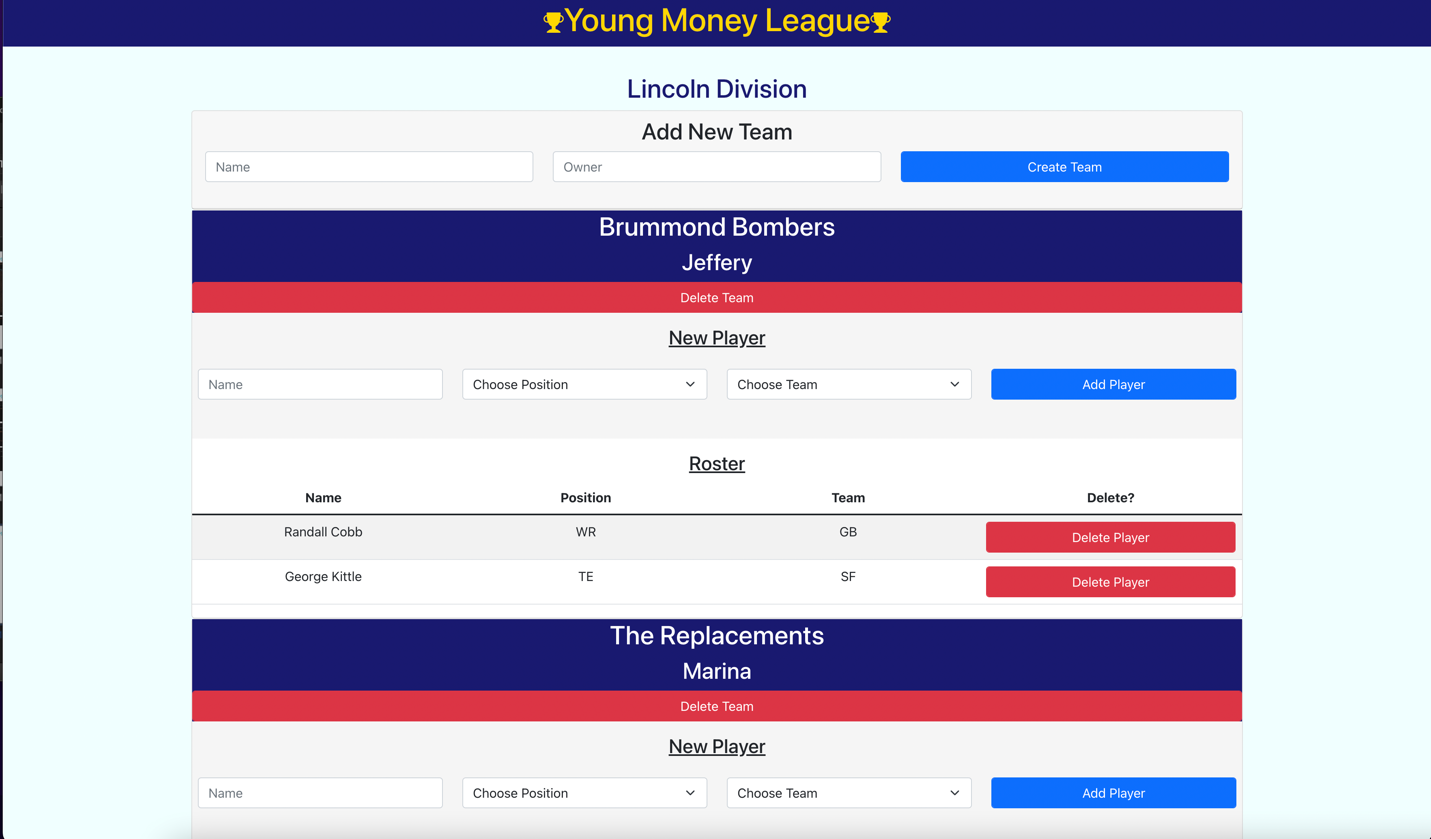 🏆Young Money League🏆
Lincoln Division
Add New Team
Name Owner Create Team
Brummond Bombers
Jeffery
Delete Team
New Player
Name Choose Position Choose Team Add Player
Roster
Name Position Team Delete?
Randall Cobb WR GB Delete Player
George Kittle TE SF Delete Player
The Replacements
Marina
Delete Team
New Player
Name Choose Position Choose Team Add Player